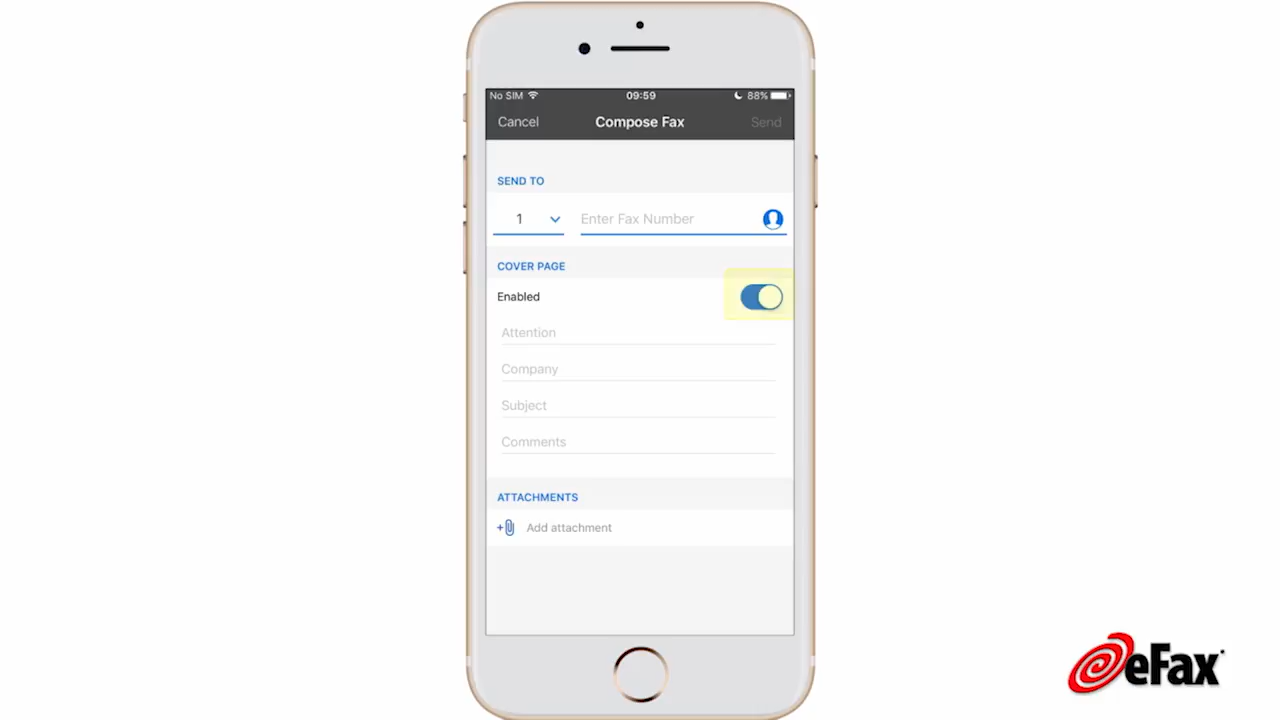 No SIM 09:59 88%
Cancel Compose Fax Send
SEND TO
1 Enter Fax Number
COVER PAGE
Enabled
Attention
Company
Subject
Comments
ATTACHMENTS
+ Add attachment
eFax